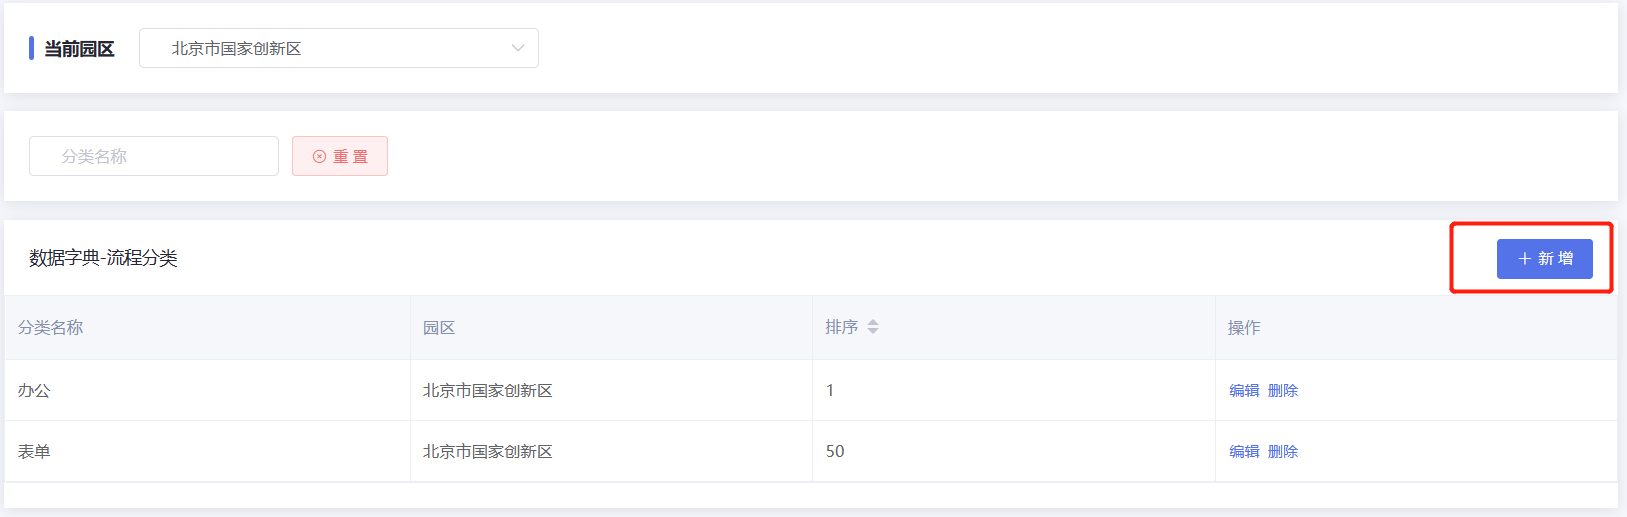 当前园区 北京市国家创新区
分类名称 重置
数据字典-流程分类 新增
分类名称 园区 排序 操作
办公 北京市国家创新区 1 编辑 删除
表单 北京市国家创新区 50 编辑 删除